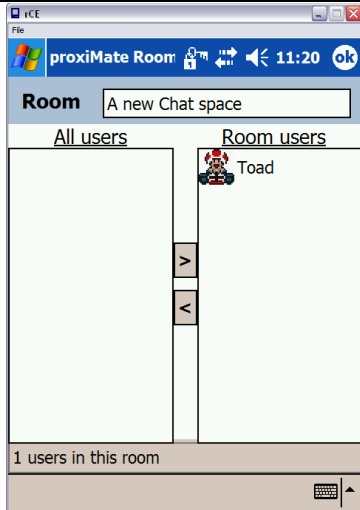 rCE
File
proxiMate Room 1 11:20 ok
Room A new Chat space
All users Room users
Toad
>
<
1 users in this room